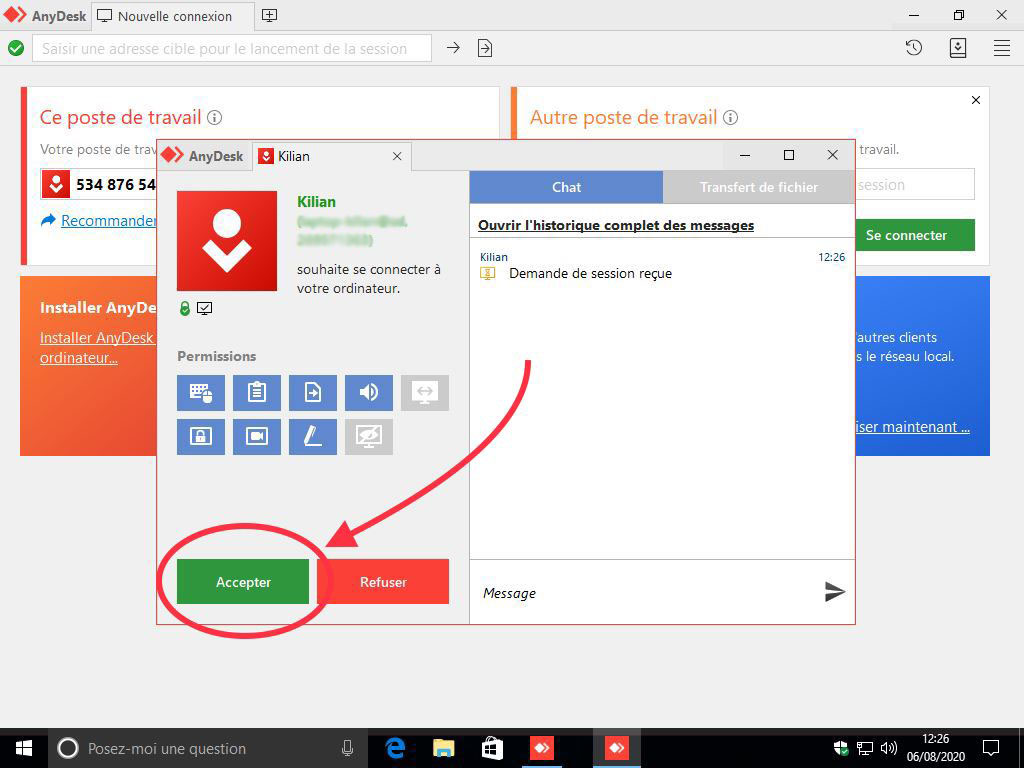 AnyDesk
Nouvelle connexion
Saisir une adresse cible pour le lancement de la session
Ce poste de travail
Votre poste de
534 876 54
Recommander
Autre poste de travail
travail.
session
Se connecter
Installer
Installer AnyDesk
ordinateur...
autres clients
le réseau local.
maintenant ...
AnyDesk
Kilian
Kilian
souhaite se connecter à
votre ordinateur.
Permissions
Accepter
Refuser
Chat
Transfert de fichier
Ouvrir l'historique complet des messages
Kilian
12:26
Demande de session reçue
Message
Posez-moi une question
12:26
06/08/2020